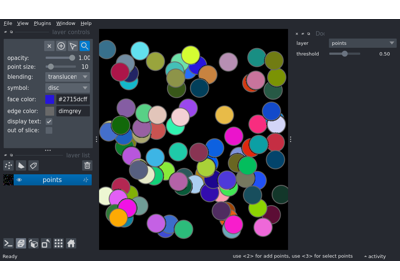 File View Plugins Window Help
layer controls
opacity: 1.00
point size: 10
blending: translucen
symbol: disc
face color: #2715dcff
edge color: dimgrey
display text:
out of slice:
layer list
points
layer points
threshold 0.50
Ready
use <2> for add points, use <3> for select points
activity